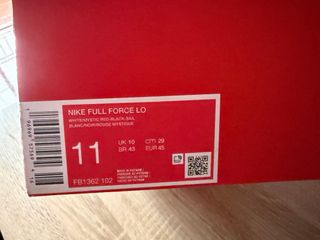 NIKE FULL FORCE LO
WHITE/MYSTIC RED-BLACK-SAIL
BLANC/NOIR/ROUGE MYSTIQUE
11
UK 10
cm 29
BR 43
EUR 45
FB1362 102